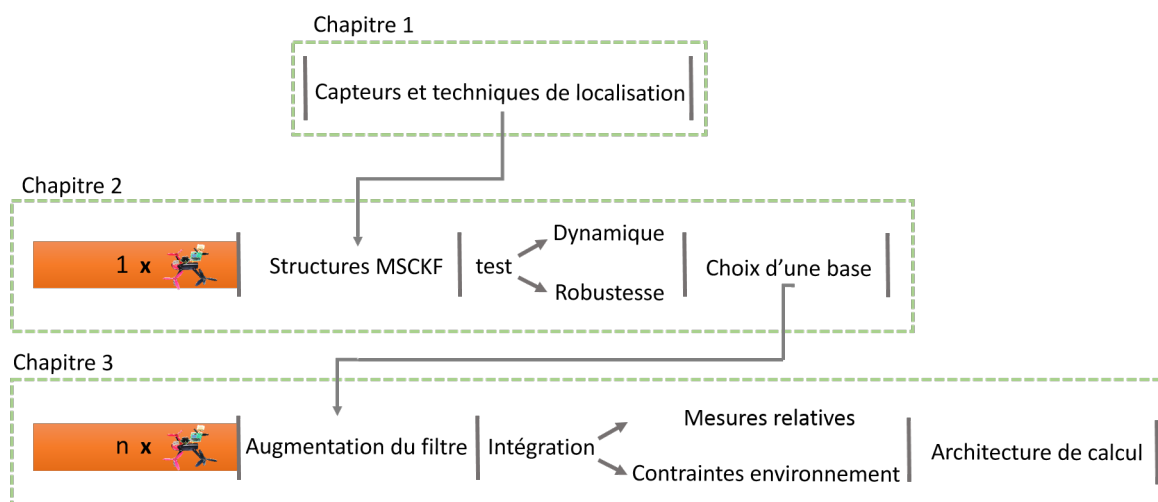 Chapitre 1
Capteurs et techniques de localisation
Chapitre 2
1 x
Structures MSCKF
test
Dynamique
Robustesse
Choix d'une base
Chapitre 3
n x
Augmentation du filtre
Intégration
Mesures relatives
Contraintes environnement
Architecture de calcul